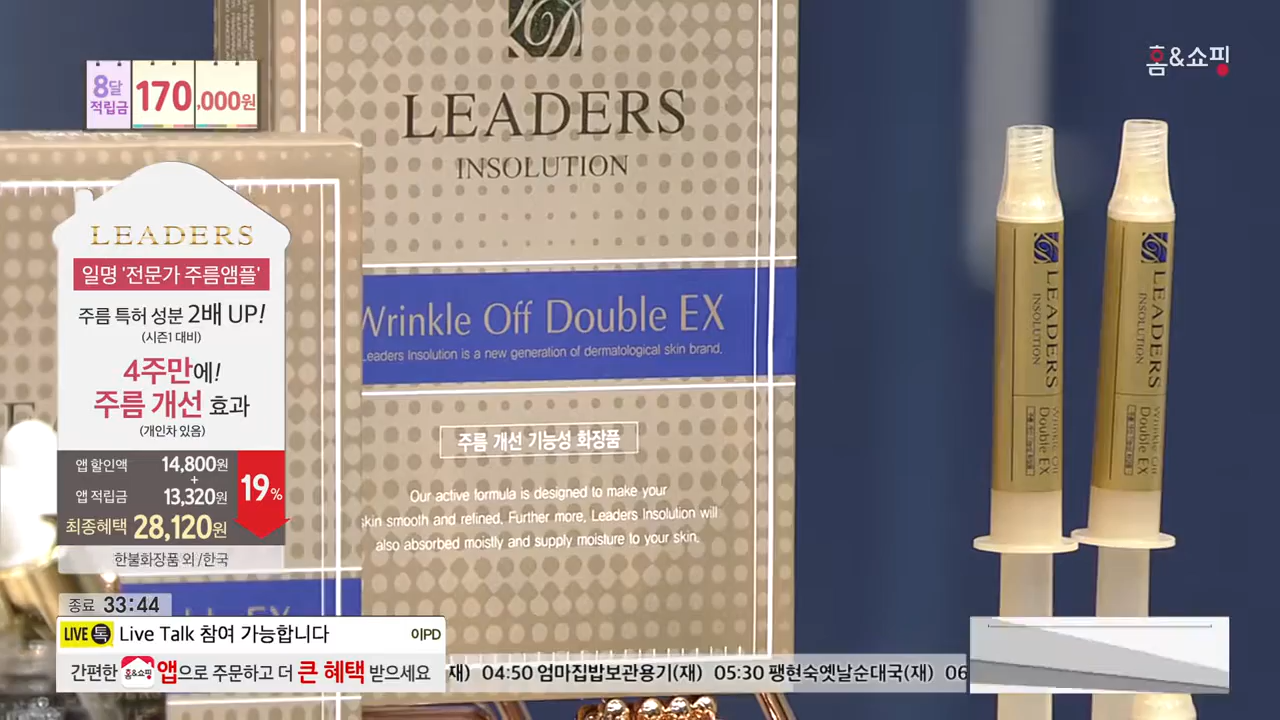 홈&쇼핑
8달
적립금
170,000원
LEADERS
INSOLUTION
Wrinkle Off Double EX
Leaders Insolution is a new generation of dermatological skin brand.
주름 개선 기능성 화장품
Our active formula is designed to make your
skin smooth and refined. Further more, Leaders Insolution will
also absorbed moistly and supply moisture to your skin.
LEADERS
일명 '전문가 주름앰플'
주름 특허 성분 2배 UP!
(시즌1 대비)
4주만에!
주름 개선 효과
(개인차 있음)
앱 할인액 14,800원
+
앱 적립금 13,320원
최종혜택 28,120원
19%
한불화장품 외/한국
종료 33:44
LIVE 톡 Live Talk 참여 가능합니다 이PD
간편한 홈&쇼핑 앱으로 주문하고 더 큰 혜택 받으세요
재) 04:50 엄마집밥보관용기(재) 05:30 팽현숙옛날순대국(재) 06
LEADERS
INSOLUTION
Wrinkle Off
Double EX
LEADERS
INSOLUTION
Wrinkle Off
Double EX